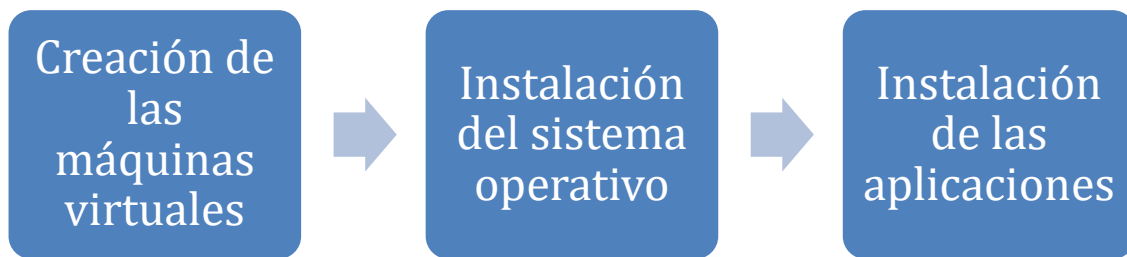 Creación de
las
máquinas
virtuales
Instalación
del sistema
operativo
Instalación
de las
aplicaciones